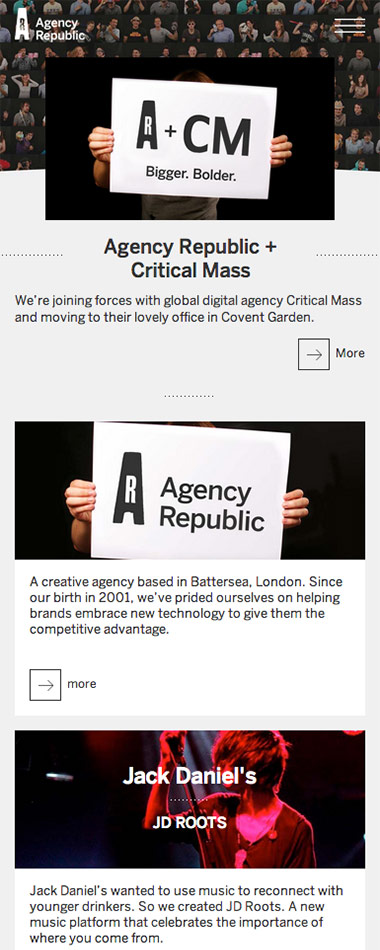 AR Agency
Republic
AR + CM
Bigger. Bolder.
Agency Republic +
Critical Mass
We're joining forces with global digital agency Critical Mass
and moving to their lovely office in Covent Garden.
More
AR Agency
Republic
A creative agency based in Battersea, London. Since
our birth in 2001, we've prided ourselves on helping
brands embrace new technology to give them the
competitive advantage.
more
Jack Daniel's
JD ROOTS
Jack Daniel's wanted to use music to reconnect with
younger drinkers. So we created JD Roots. A new
music platform that celebrates the importance of
where you come from.